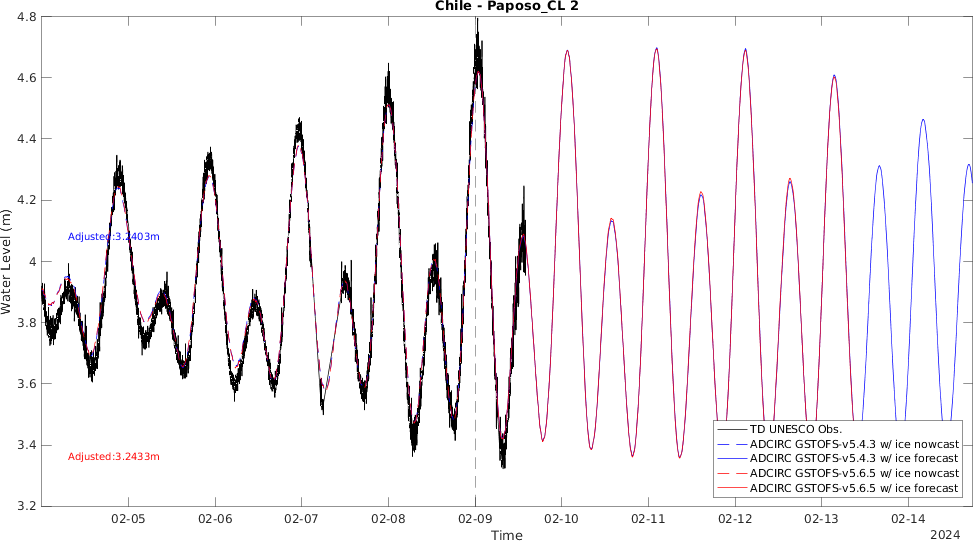 Chile - Paposo_CL 2
4.8
4.6
4.4
4.2
4
3.8
3.6
3.4
3.2
Water Level (m)
Adjusted:3.2403m
Adjusted:3.2433m
TD UNESCO Obs.
ADCIRC GSTOFS-v5.4.3 w/ ice nowcast
ADCIRC GSTOFS-v5.4.3 w/ ice forecast
ADCIRC GSTOFS-v5.6.5 w/ ice nowcast
ADCIRC GSTOFS-v5.6.5 w/ ice forecast
02-05 02-06 02-07 02-08 02-09 02-10 02-11 02-12 02-13 02-14
Time
2024